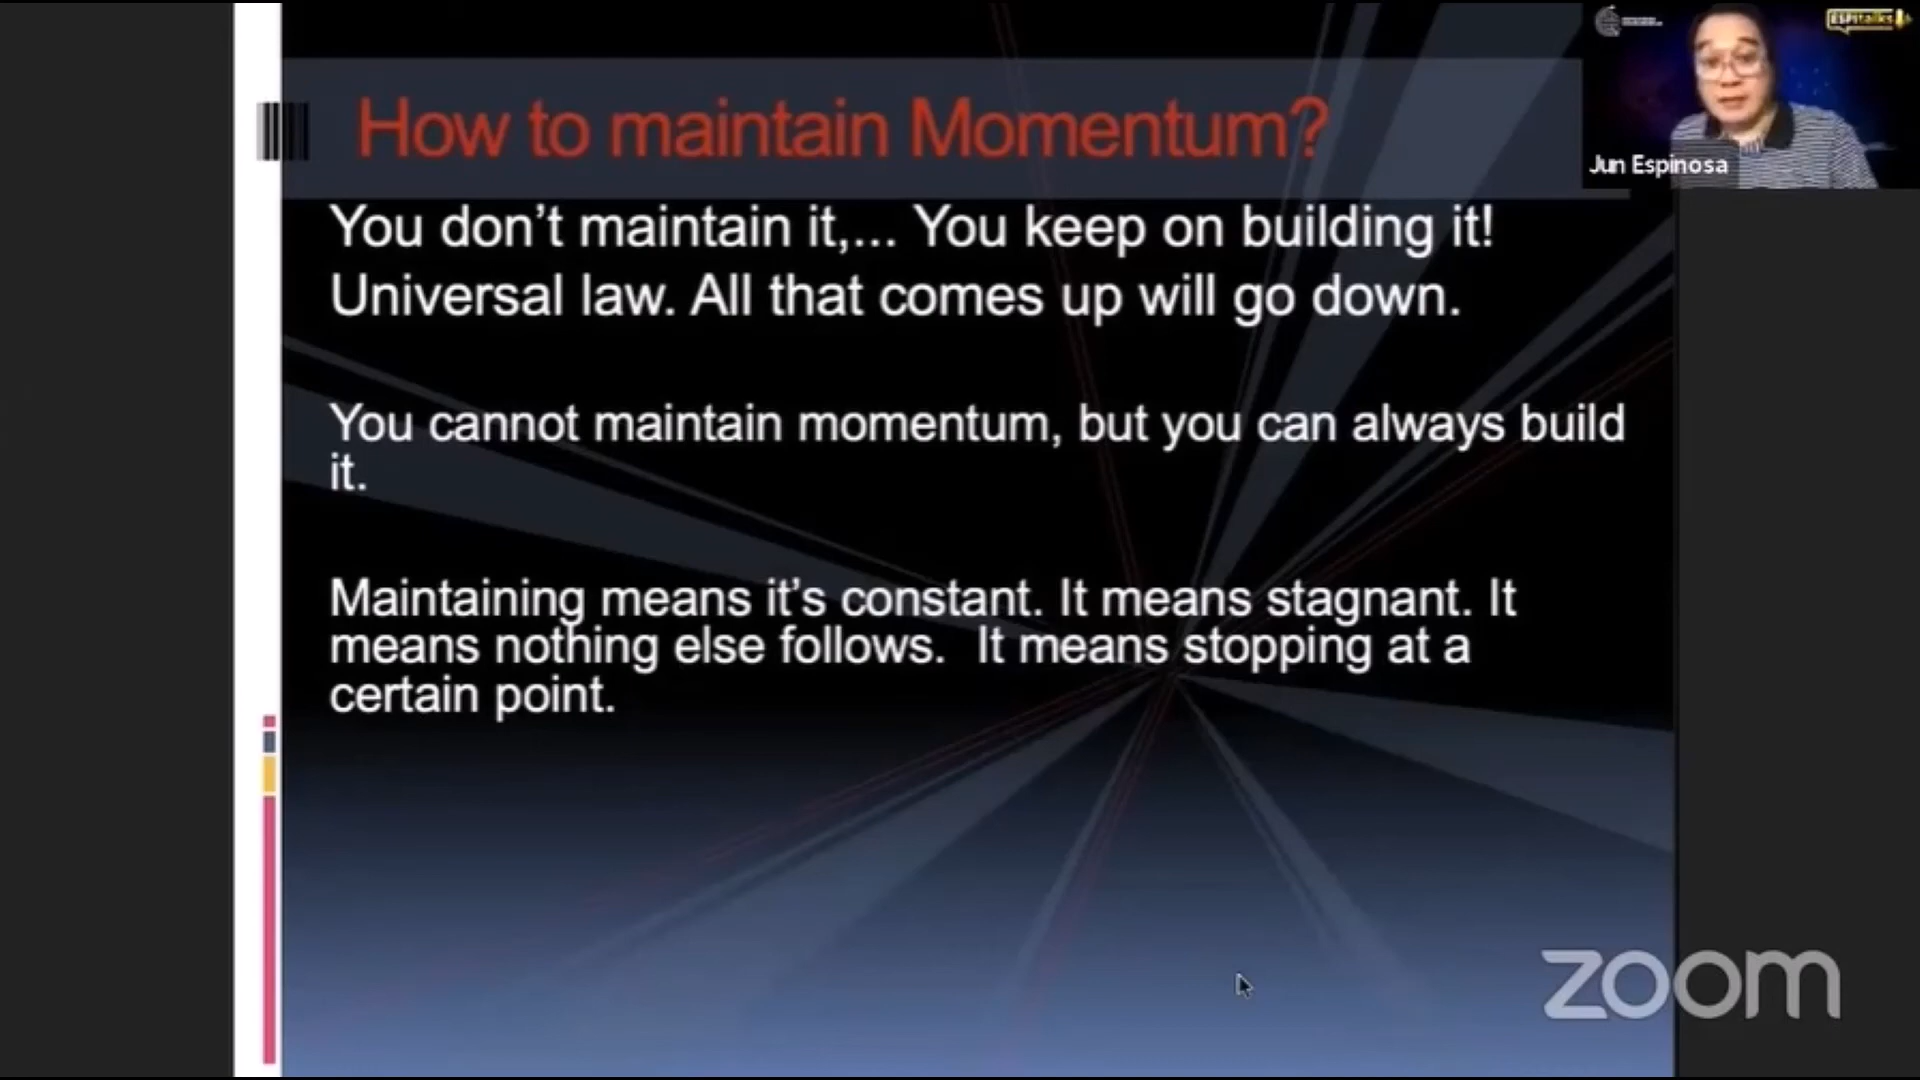 ESPItalks
How to maintain Momentum?
Jun Espinosa
You don't maintain it,... You keep on building it!
Universal law. All that comes up will go down.
You cannot maintain momentum, but you can always build
it.
Maintaining means it's constant. It means stagnant. It
means nothing else follows.  It means stopping at a
certain point.
zoom